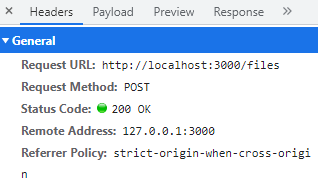 Headers Payload Preview Response
General
Request URL: http://localhost:3000/files
Request Method: POST
Status Code: 200 OK
Remote Address: 127.0.0.1:3000
Referrer Policy: strict-origin-when-cross-origi
n